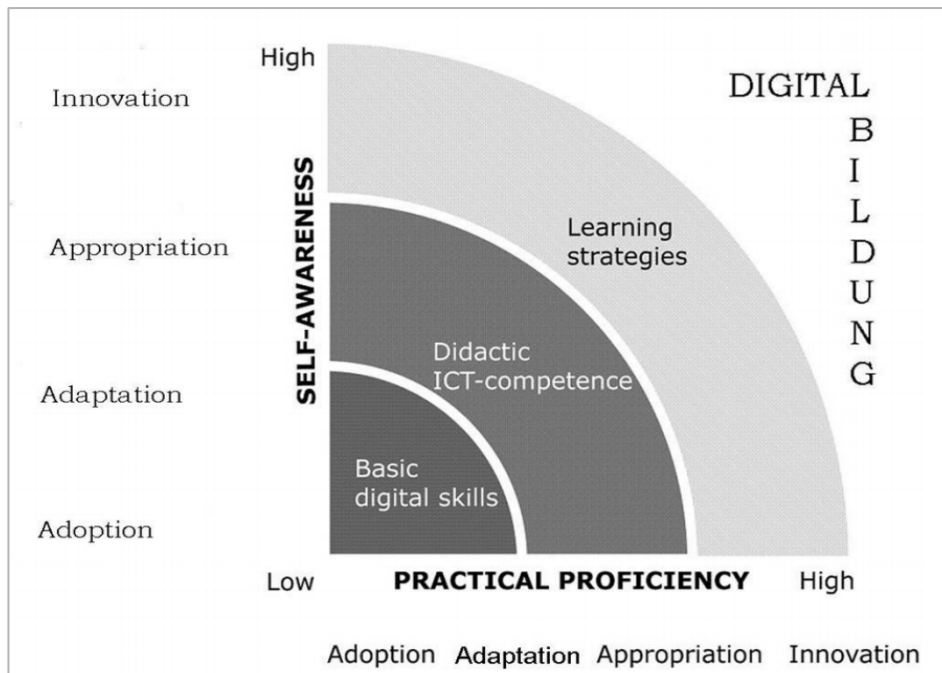 High
Innovation
DIGITAL
BILDUNG
SELF-AWARENESS
Appropriation
Learning
strategies
Didactic
ICT-competence
Adaptation
Basic
digital skills
Adoption
Low
PRACTICAL PROFICIENCY
High
Adoption Adaptation Appropriation Innovation